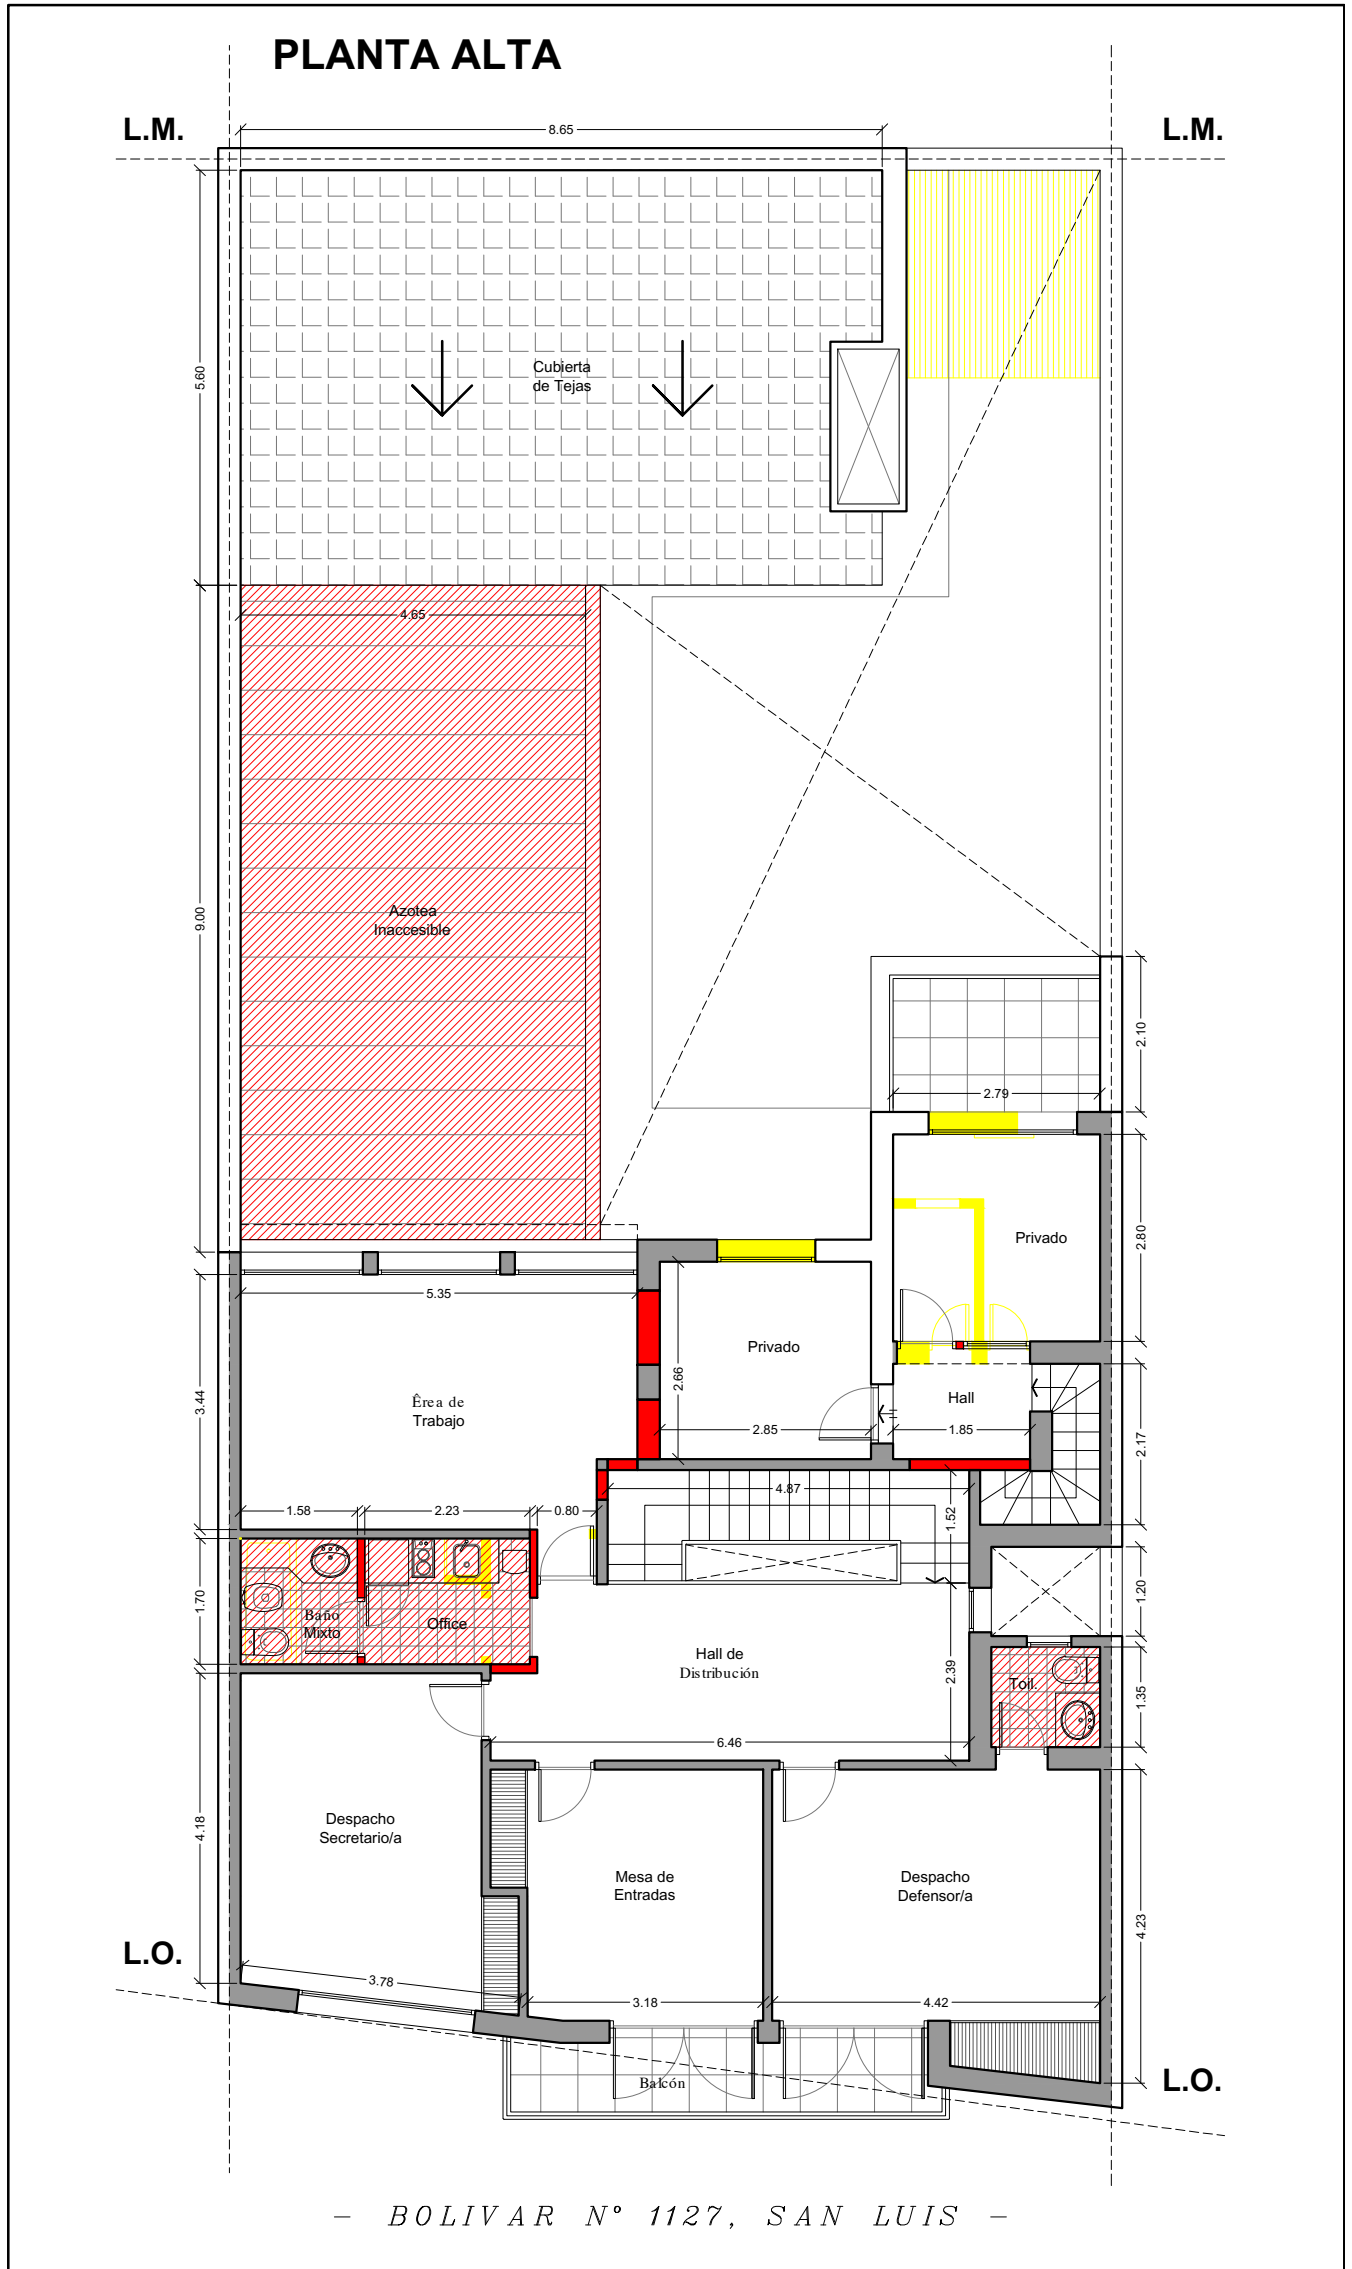 PLANTA ALTA
L.M.
L.M.
8.65
5.60
Cubierta
de Tejas
4.65
9.00
Azotea
Inaccesible
2.10
2.79
2.80
Privado
5.35
Privado
2.66
3.44
Êrea de
Trabajo
Hall
2.85
1.85
2.17
4.87
1.58
2.23
0.80
1.52
1.70
Baño
Mixto
Office
1.20
Hall de
Distribución
2.39
Toil.
1.35
6.46
4.18
Despacho
Secretario/a
Mesa de
Entradas
Despacho
Defensor/a
4.23
L.O.
3.78
3.18
4.42
Balcón
L.O.
- BOLIVAR N° 1127, SAN LUIS -